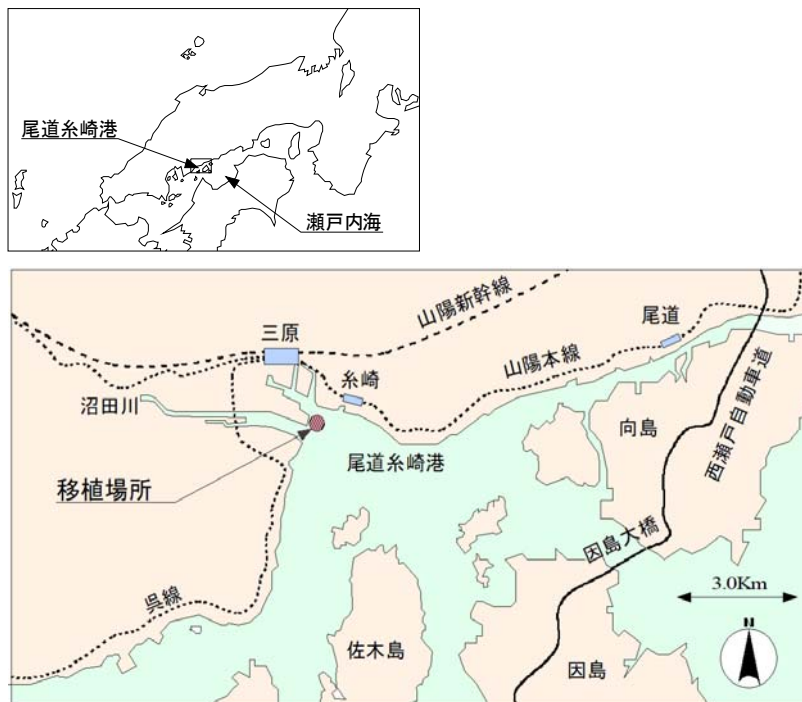 尾道糸崎港
瀬戸内海
山陽新幹線
三原
尾道
山陽本線
糸崎
沼田川
向島
西瀬戸自動車道
尾道糸崎港
移植場所
因島大橋
3.0Km
呉線
N
佐木島
因島